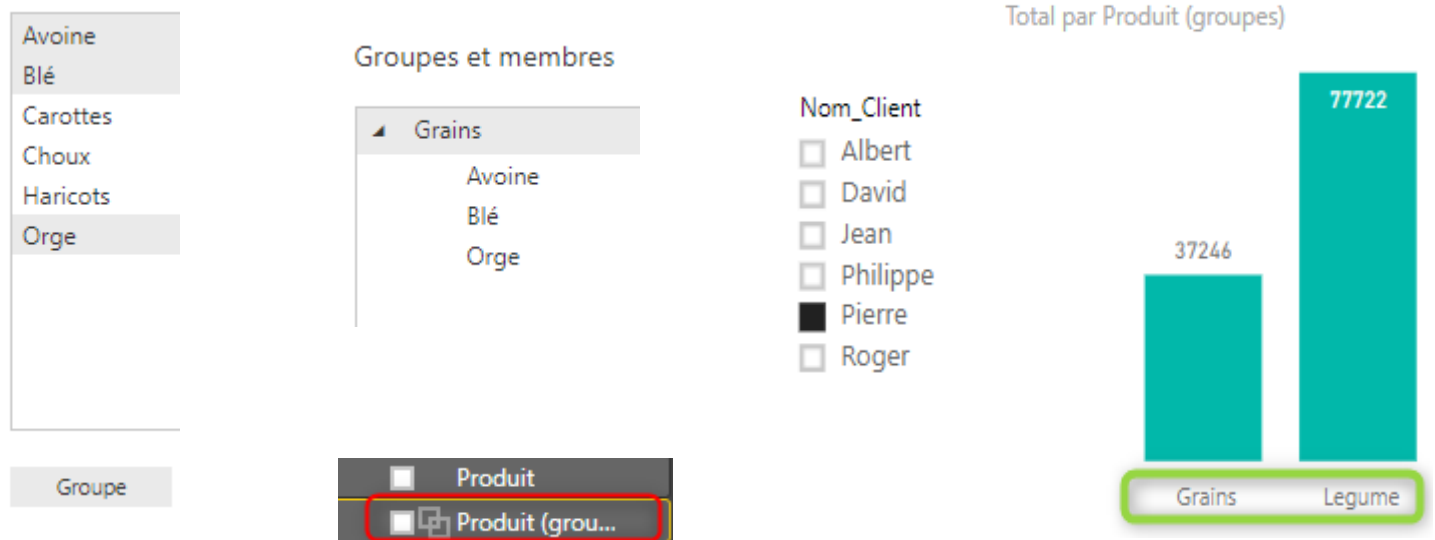 Avoine
Blé
Carottes
Choux
Haricots
Orge
Groupe
Groupes et membres
Grains
Avoine
Blé
Orge
Produit
Produit (grou...
Nom_Client
Albert
David
Jean
Philippe
Pierre
Roger
Total par Produit (groupes)
77722
37246
Grains Legume